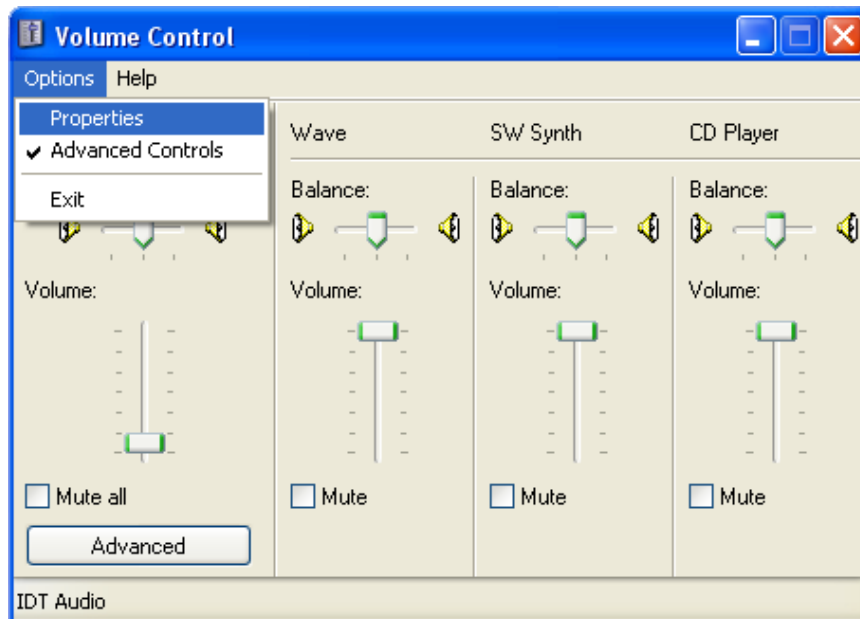 Volume Control
Options Help
Properties
Advanced Controls
Exit
Wave SW Synth CD Player
Balance: Balance: Balance:
Volume: Volume: Volume: Volume:
Mute all Mute Mute Mute
Advanced
IDT Audio